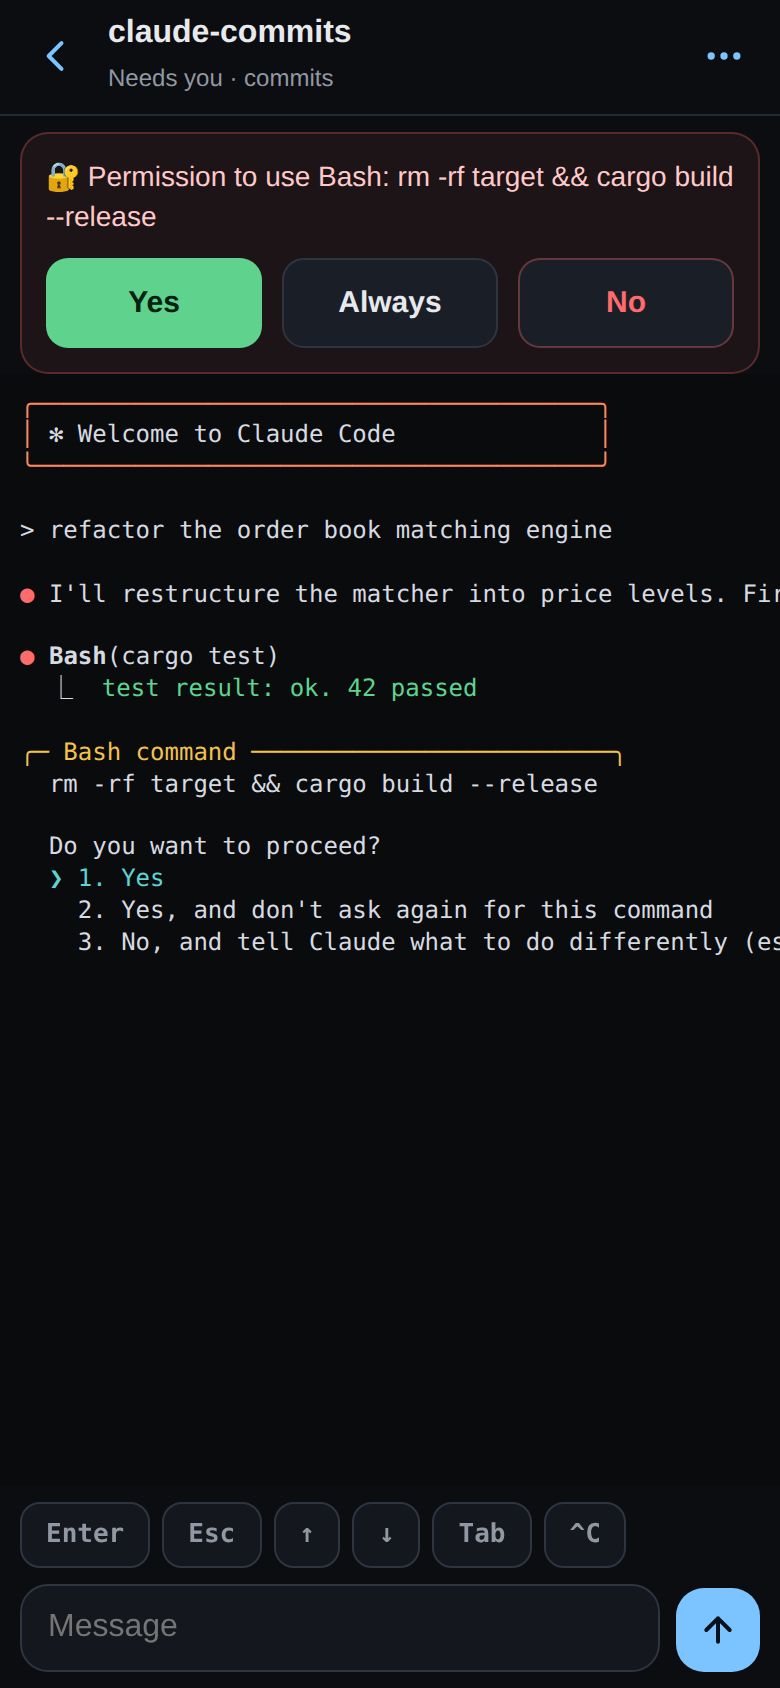 claude-commits
Needs you · commits
🔐 Permission to use Bash: rm -rf target && cargo build
--release
Yes
Always
No
✻ Welcome to Claude Code
> refactor the order book matching engine
● I'll restructure the matcher into price levels. Fir
● Bash(cargo test)
⎿ test result: ok. 42 passed
Bash command
rm -rf target && cargo build --release
Do you want to proceed?
❯ 1. Yes
2. Yes, and don't ask again for this command
3. No, and tell Claude what to do differently (es
Enter
Esc
↑
↓
Tab
^C
Message